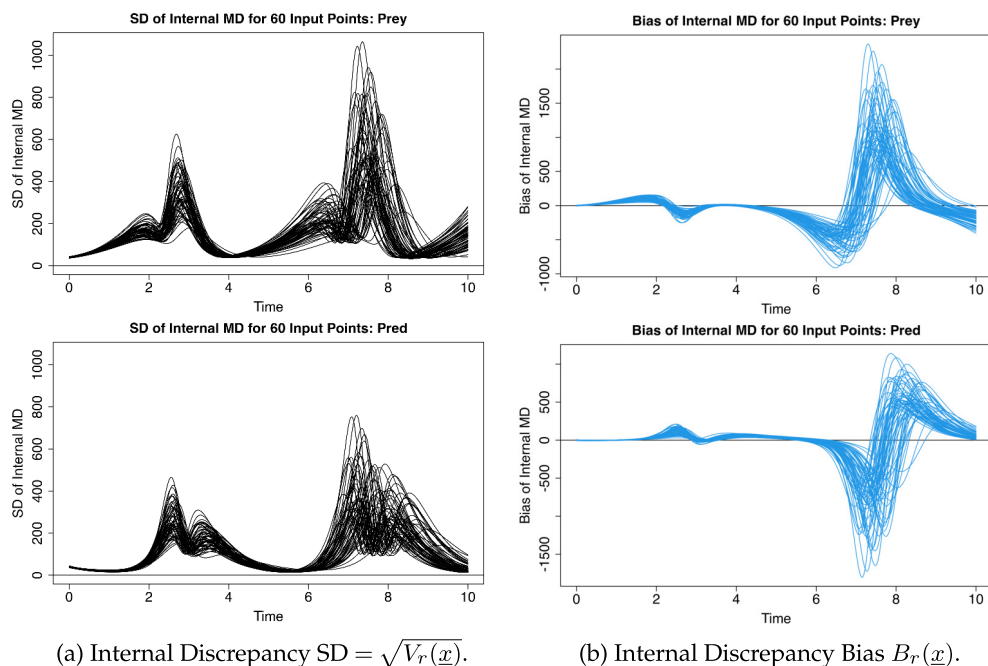 SD of Internal MD for 60 Input Points: Prey
SD of Internal MD
1000
800
600
400
200
0
0 2 4 6 8 10
Time
SD of Internal MD for 60 Input Points: Pred
SD of Internal MD
1000
800
600
400
200
0
0 2 4 6 8 10
Time
(a) Internal Discrepancy SD = √V_r(x).
Bias of Internal MD for 60 Input Points: Prey
Bias of Internal MD
1500
500
0
-1000
0 2 4 6 8 10
Time
Bias of Internal MD for 60 Input Points: Pred
Bias of Internal MD
500
0
-500
-1500
0 2 4 6 8 10
Time
(b) Internal Discrepancy Bias B_r(x).